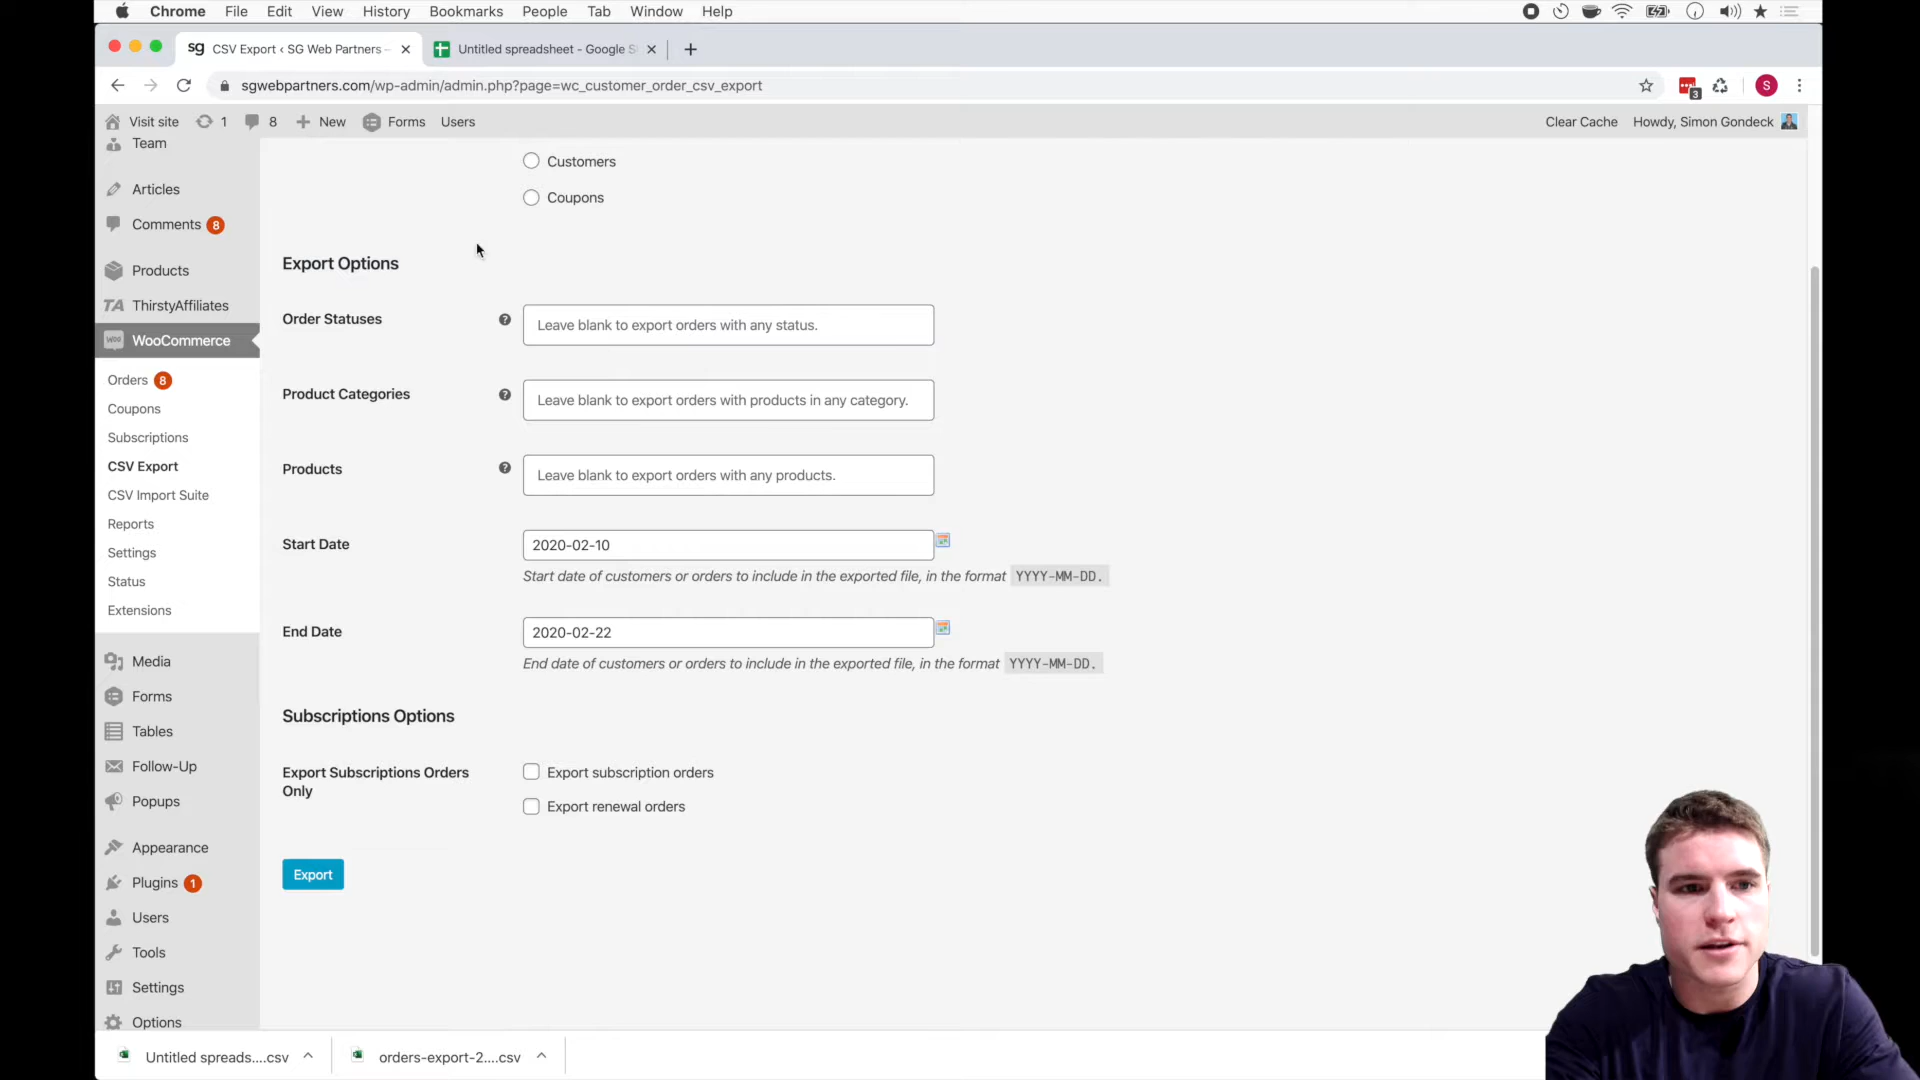 Chrome File Edit View History Bookmarks People Tab Window Help
sg CSV Export ‹ SG Web Partners – Untitled spreadsheet - Google S
sgwebpartners.com/wp-admin/admin.php?page=wc_customer_order_csv_export
3
S
Visit site 1 8 New Forms Users Clear Cache Howdy, Simon Gondeck
Team
Articles
Comments 8
Products
TA ThirstyAffiliates
Woo WooCommerce
Orders 8
Coupons
Subscriptions
CSV Export
CSV Import Suite
Reports
Settings
Status
Extensions
Media
Forms
Tables
Follow-Up
Popups
Appearance
Plugins 1
Users
Tools
Settings
Options
Customers
Coupons
Export Options
Order Statuses ? Leave blank to export orders with any status.
Product Categories ? Leave blank to export orders with products in any category.
Products ? Leave blank to export orders with any products.
Start Date 2020-02-10
Start date of customers or orders to include in the exported file, in the format YYYY-MM-DD.
End Date 2020-02-22
End date of customers or orders to include in the exported file, in the format YYYY-MM-DD.
Subscriptions Options
Export Subscriptions Orders
Only
Export subscription orders
Export renewal orders
Export
Untitled spreads....csv orders-export-2....csv